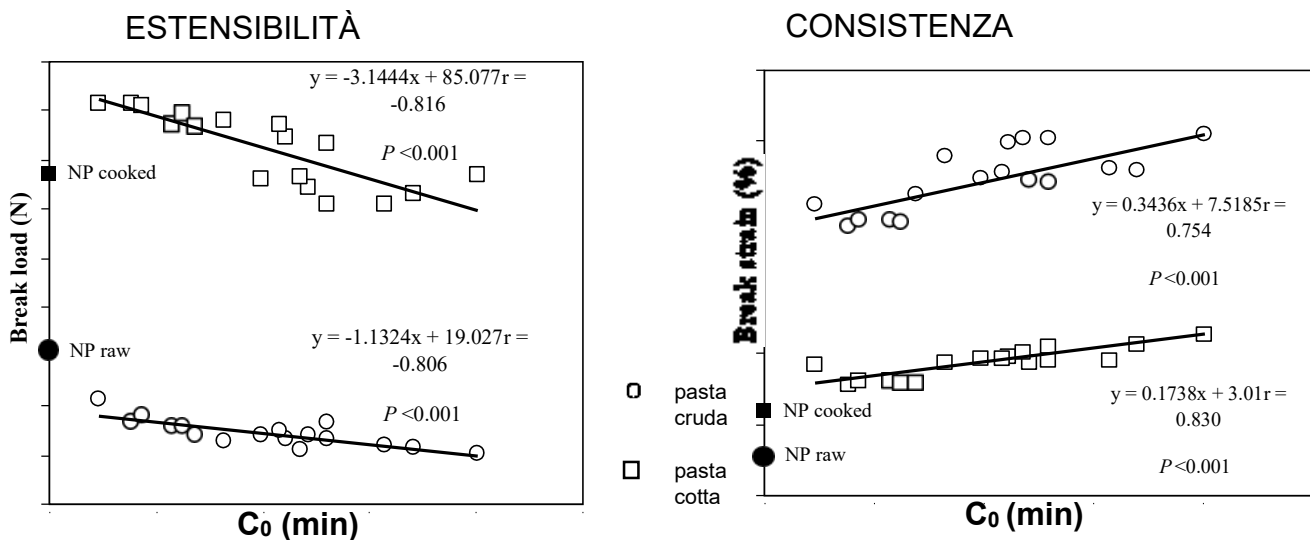 ESTENSIBILITÀ
y = -3.1444x + 85.077r =
-0.816
P <0.001
NP cooked
Break load (N)
NP raw
y = -1.1324x + 19.027r =
-0.806
P <0.001
C₀ (min)
pasta
cruda
pasta
cotta
CONSISTENZA
Break strain (%)
y = 0.3436x + 7.5185r =
0.754
P <0.001
NP cooked
y = 0.1738x + 3.01r =
0.830
NP raw
P <0.001
C₀ (min)